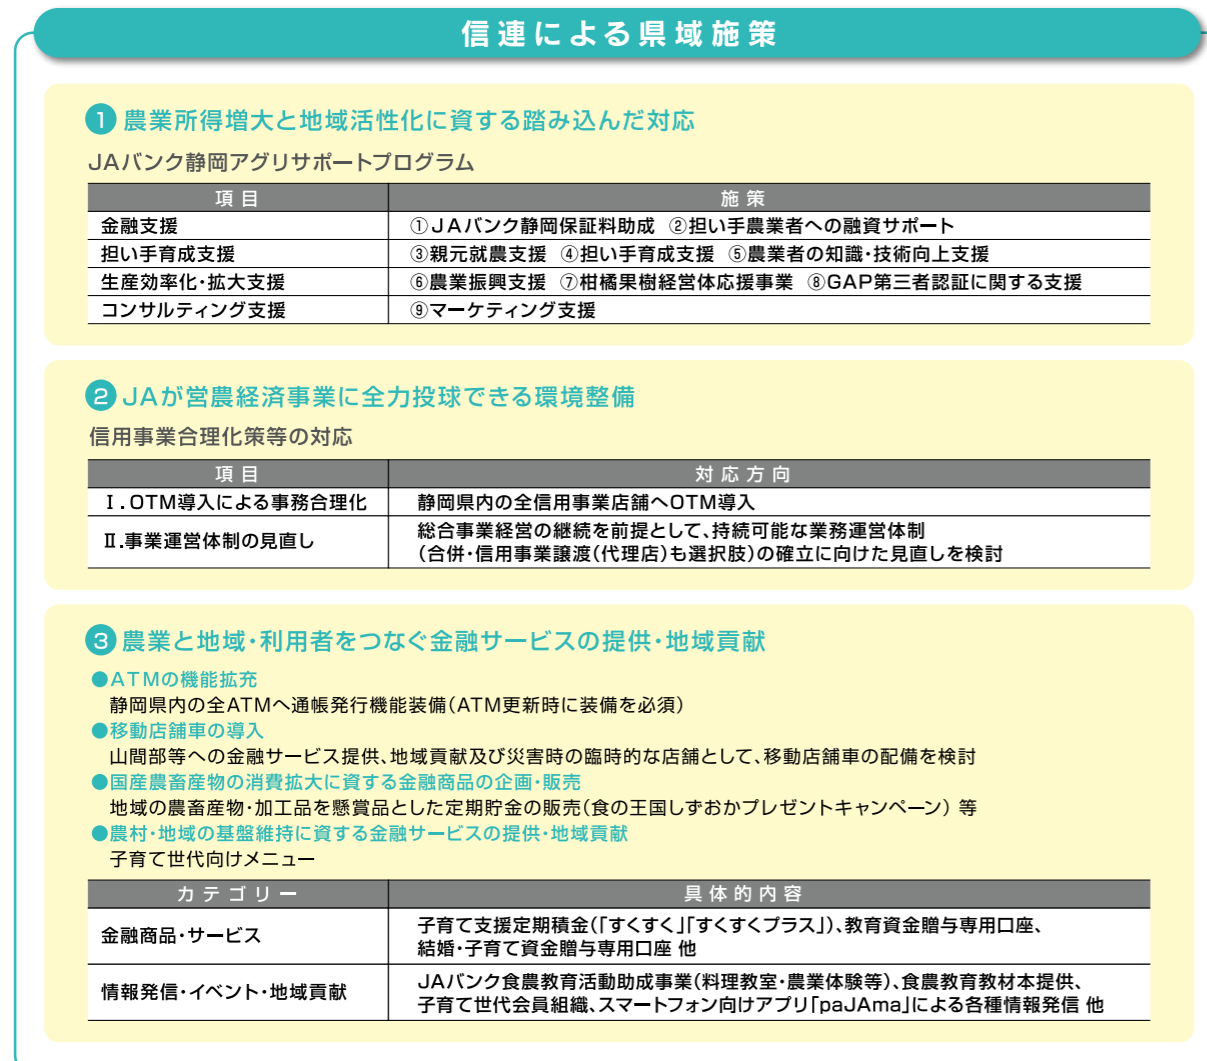 信連による県域施策
1 農業所得増大と地域活性化に資する踏み込んだ対応
JAバンク静岡アグリサポートプログラム
項目 施策
金融支援 ①JAバンク静岡保証料助成 ②担い手農業者への融資サポート
担い手育成支援 ③親元就農支援 ④担い手育成支援 ⑤農業者の知識・技術向上支援
生産効率化・拡大支援 ⑥農業振興支援 ⑦柑橘果樹経営体応援事業 ⑧GAP第三者認証に関する支援
コンサルティング支援 ⑨マーケティング支援
2 JAが営農経済事業に全力投球できる環境整備
信用事業合理化策等の対応
項目 対応方向
Ⅰ.OTM導入による事務合理化 静岡県内の全信用事業店舗へOTM導入
Ⅱ.事業運営体制の見直し 総合事業経営の継続を前提として、持続可能な業務運営体制
(合併・信用事業譲渡(代理店)も選択肢)の確立に向けた見直しを検討
3 農業と地域・利用者をつなぐ金融サービスの提供・地域貢献
●ATMの機能拡充
静岡県内の全ATMへ通帳発行機能装備(ATM更新時に装備を必須)
●移動店舗車の導入
山間部等への金融サービス提供、地域貢献及び災害時の臨時的な店舗として、移動店舗車の配備を検討
●国産農畜産物の消費拡大に資する金融商品の企画・販売
地域の農畜産物・加工品を懸賞品とした定期貯金の販売(食の王国しずおかプレゼントキャンペーン) 等
●農村・地域の基盤維持に資する金融サービスの提供・地域貢献
子育て世代向けメニュー
カテゴリー 具体的内容
金融商品・サービス 子育て支援定期積金(「すくすく」「すくすくプラス」)、教育資金贈与専用口座、
結婚・子育て資金贈与専用口座 他
情報発信・イベント・地域貢献 JAバンク食農教育活動助成事業(料理教室・農業体験等)、食農教育教材本提供、
子育て世代会員組織、スマートフォン向けアプリ「paJAma」による各種情報発信 他